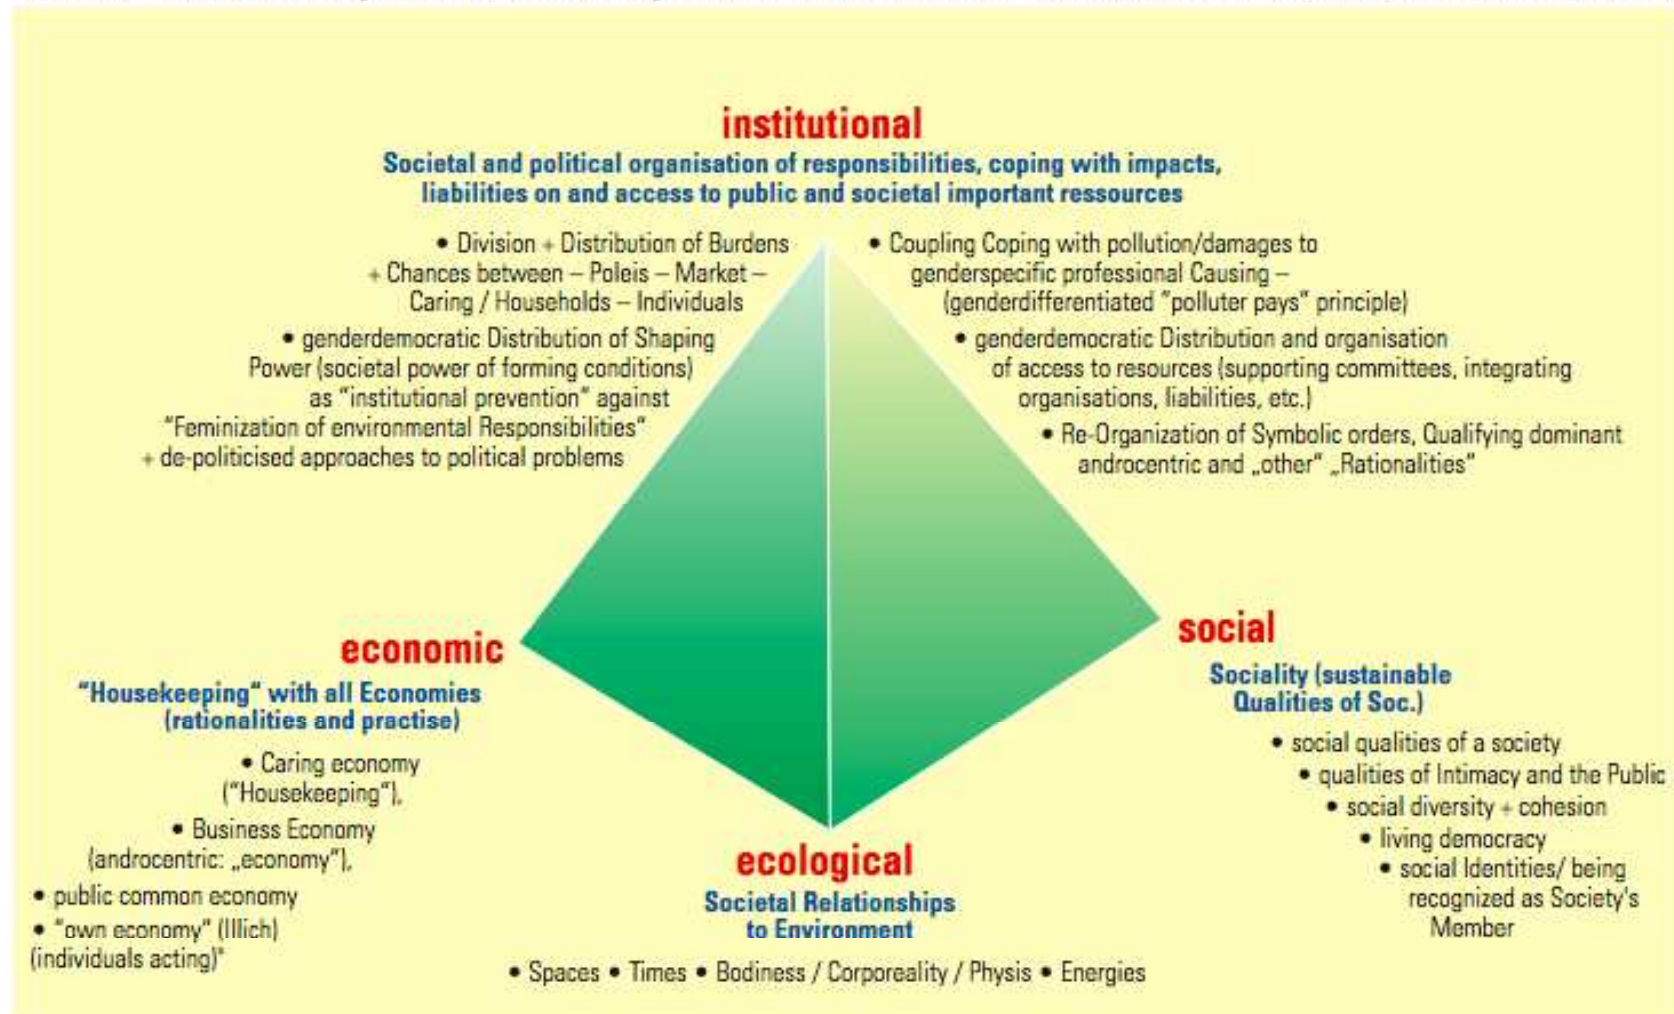 institutional
Societal and political organisation of responsibilities, coping with impacts,
liabilities on and access to public and societal important ressources
• Division + Distribution of Burdens
+ Chances between – Poleis – Market –
Caring / Households – Individuals
• genderdemocratic Distribution of Shaping
Power (societal power of forming conditions)
as "institutional prevention" against
"Feminization of environmental Responsibilities"
+ de-politicised approaches to political problems
• Coupling Coping with pollution/damages to
genderspecific professional Causing –
(genderdifferentiated "polluter pays" principle)
• genderdemocratic Distribution and organisation
of access to resources (supporting committees, integrating
organisations, liabilities, etc.)
• Re-Organization of Symbolic orders, Qualifying dominant
androcentric and „other" „Rationalities"
economic
"Housekeeping" with all Economies
(rationalities and practise)
• Caring economy
("Housekeeping"),
• Business Economy
(androcentric: „economy"),
• public common economy
• "own economy" (Illich)
(individuals acting)"
social
Sociality (sustainable
Qualities of Soc.)
• social qualities of a society
• qualities of Intimacy and the Public
• social diversity + cohesion
• living democracy
• social Identities/ being
recognized as Society's
Member
ecological
Societal Relationships
to Environment
• Spaces • Times • Bodiness / Corporeality / Physis • Energies